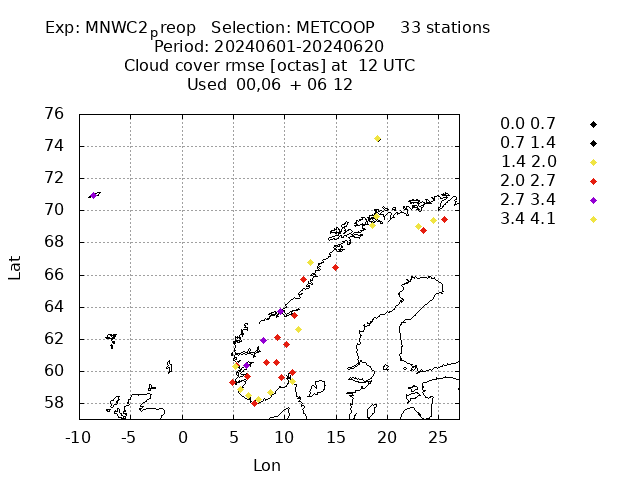 Exp: MNWC2preop Selection: METCOOP 33 stations
Period: 20240601-20240620
Cloud cover rmse [octas] at 12 UTC
Used 00,06 + 06 12
76
74
72
70
68
66
64
62
60
58
-10 -5 0 5 10 15 20 25
Lat
Lon
0.0 0.7
0.7 1.4
1.4 2.0
2.0 2.7
2.7 3.4
3.4 4.1